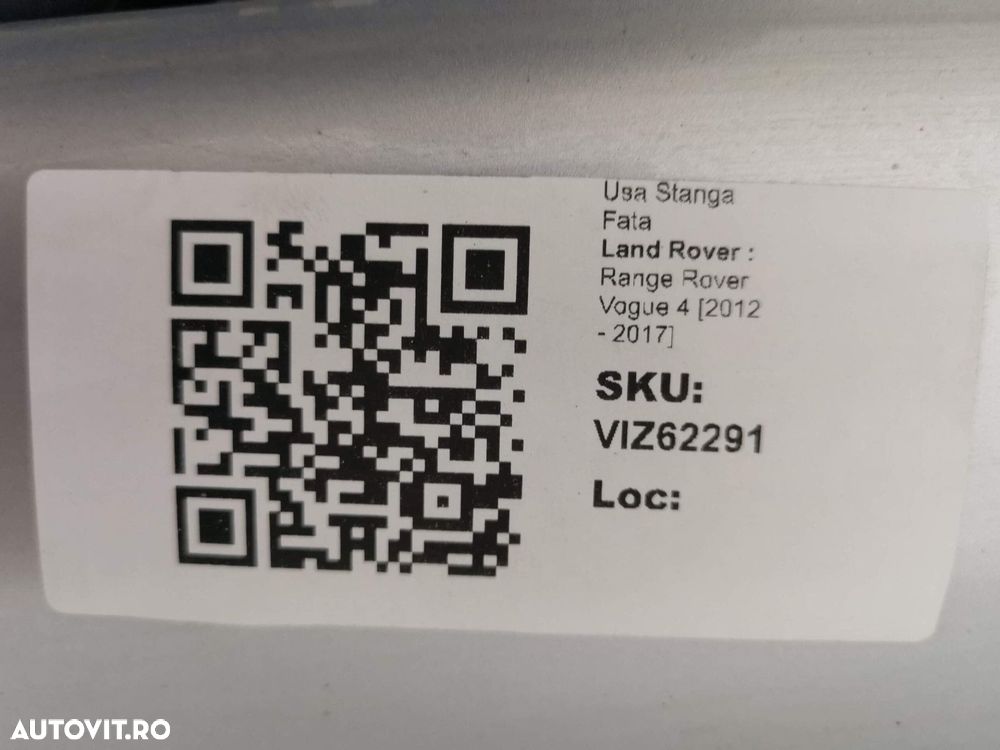 Usa Stanga
Fata
Land Rover :
Range Rover
Vogue 4 [2012
- 2017]
SKU:
VIZ62291
Loc:
AUTOVIT.RO